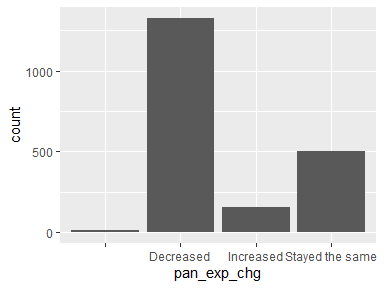 1000
500
0
count
Decreased Increased Stayed the same
pan_exp_chg